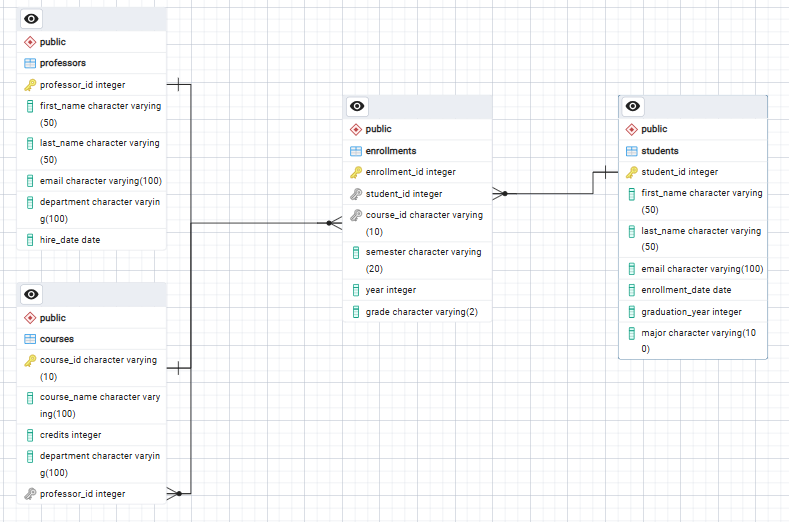 public
professors
professor_id integer
first_name character varying
(50)
last_name character varying
(50)
email character varying(100)
department character varyin
g(100)
hire_date date
public
courses
course_id character varying
(10)
course_name character vary
ing(100)
credits integer
department character varyin
g(100)
professor_id integer
public
enrollments
enrollment_id integer
student_id integer
course_id character varying
(10)
semester character varying
(20)
year integer
grade character varying(2)
public
students
student_id integer
first_name character varying
(50)
last_name character varying
(50)
email character varying(100)
enrollment_date date
graduation_year integer
major character varying(10
0)